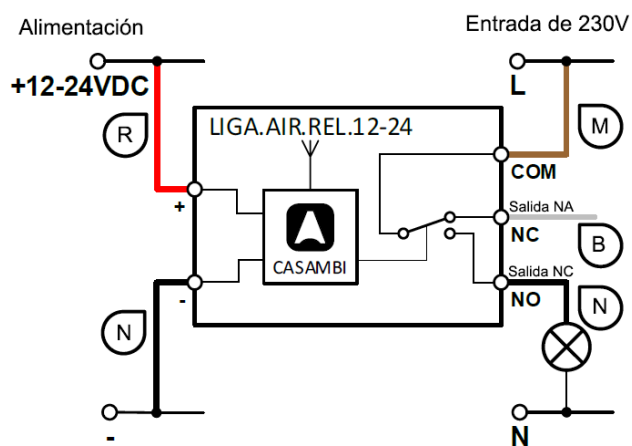 Alimentación
Entrada de 230V
+12-24VDC
L
R
LIGA.AIR.REL.12-24
M
COM
+
Salida NA
NC
B
CASAMBI
Salida NC
-
NO
N
N
-
N